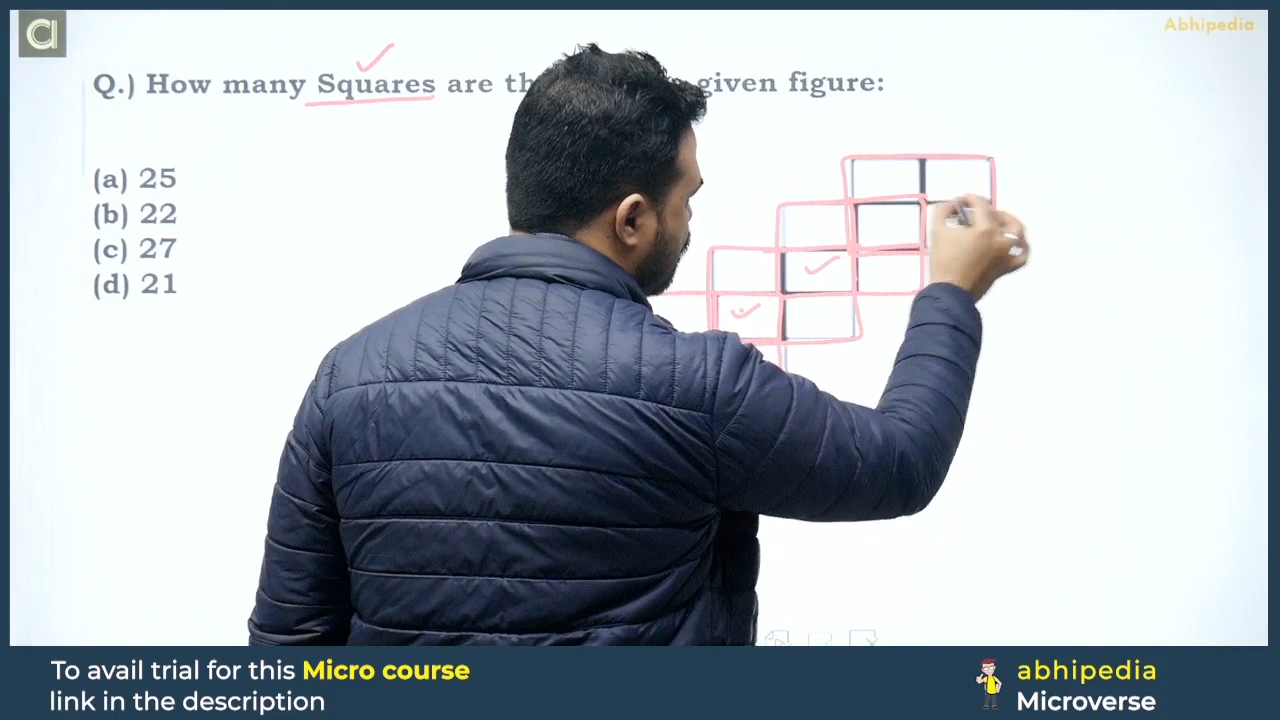 Abhipedia
Q.) How many Squares are th given figure:
(a) 25
(b) 22
(c) 27
(d) 21
To avail trial for this Micro course
link in the description
abhipedia
Microverse